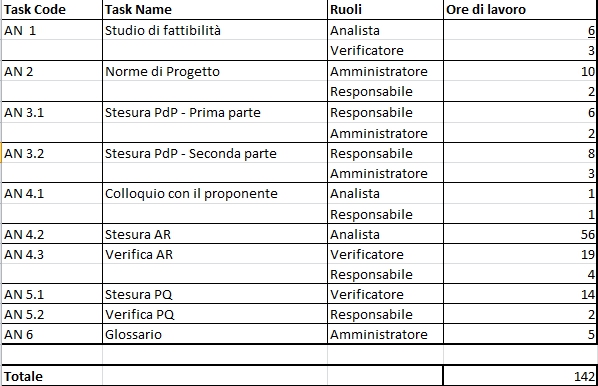 Task Code Task Name Ruoli Ore di lavoro
AN 1 Studio di fattibilità Analista 6
Verificatore 3
AN 2 Norme di Progetto Amministratore 10
Responsabile 2
AN 3.1 Stesura PdP - Prima parte Responsabile 6
Amministratore 2
AN 3.2 Stesura PdP - Seconda parte Responsabile 8
Amministratore 3
AN 4.1 Colloquio con il proponente Analista 1
Responsabile 1
AN 4.2 Stesura AR Analista 56
AN 4.3 Verifica AR Verificatore 19
Responsabile 4
AN 5.1 Stesura PQ Verificatore 14
AN 5.2 Verifica PQ Responsabile 2
AN 6 Glossario Amministratore 5
Totale 142